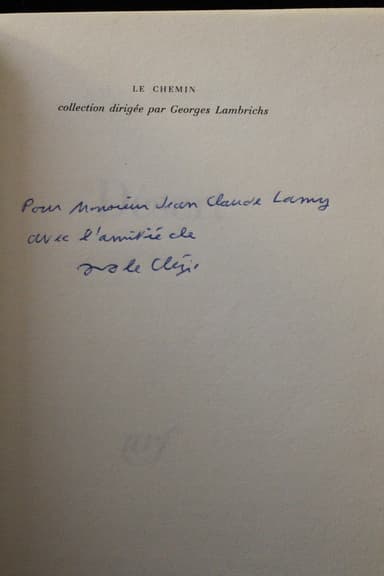 LE CHEMIN
collection dirigée par Georges Lambrichs
Pour Monsieur Jean Claude Lamy
avec l'amitié de
le Clézio